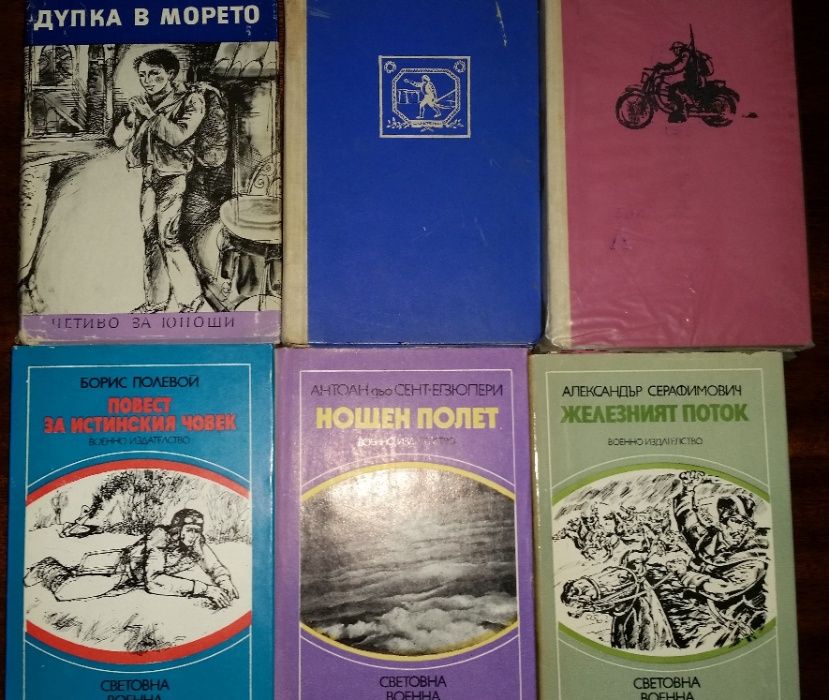 ДУПКА В МОРЕТО
ЧЕТИВО ЗА ЮНОШИ
БОРИС ПОЛЕВОЙ
ПОВЕСТ
ЗА ИСТИНСКИЯ ЧОВЕК
ВОЕННО ИЗДАТЕЛСТВО
СВЕТОВНА
ВОЕННА
АНТОАН дьо СЕНТ-ЕГЗЮПЕРИ
НОЩЕН ПОЛЕТ
ВОЕННО ИЗДАТЕЛСТВО
СВЕТОВНА
ВОЕННА
АЛЕКСАНДЪР СЕРАФИМОВИЧ
ЖЕЛЕЗНИЯТ ПОТОК
ВОЕННО ИЗДАТЕЛСТВО
СВЕТОВНА
ВОЕННА